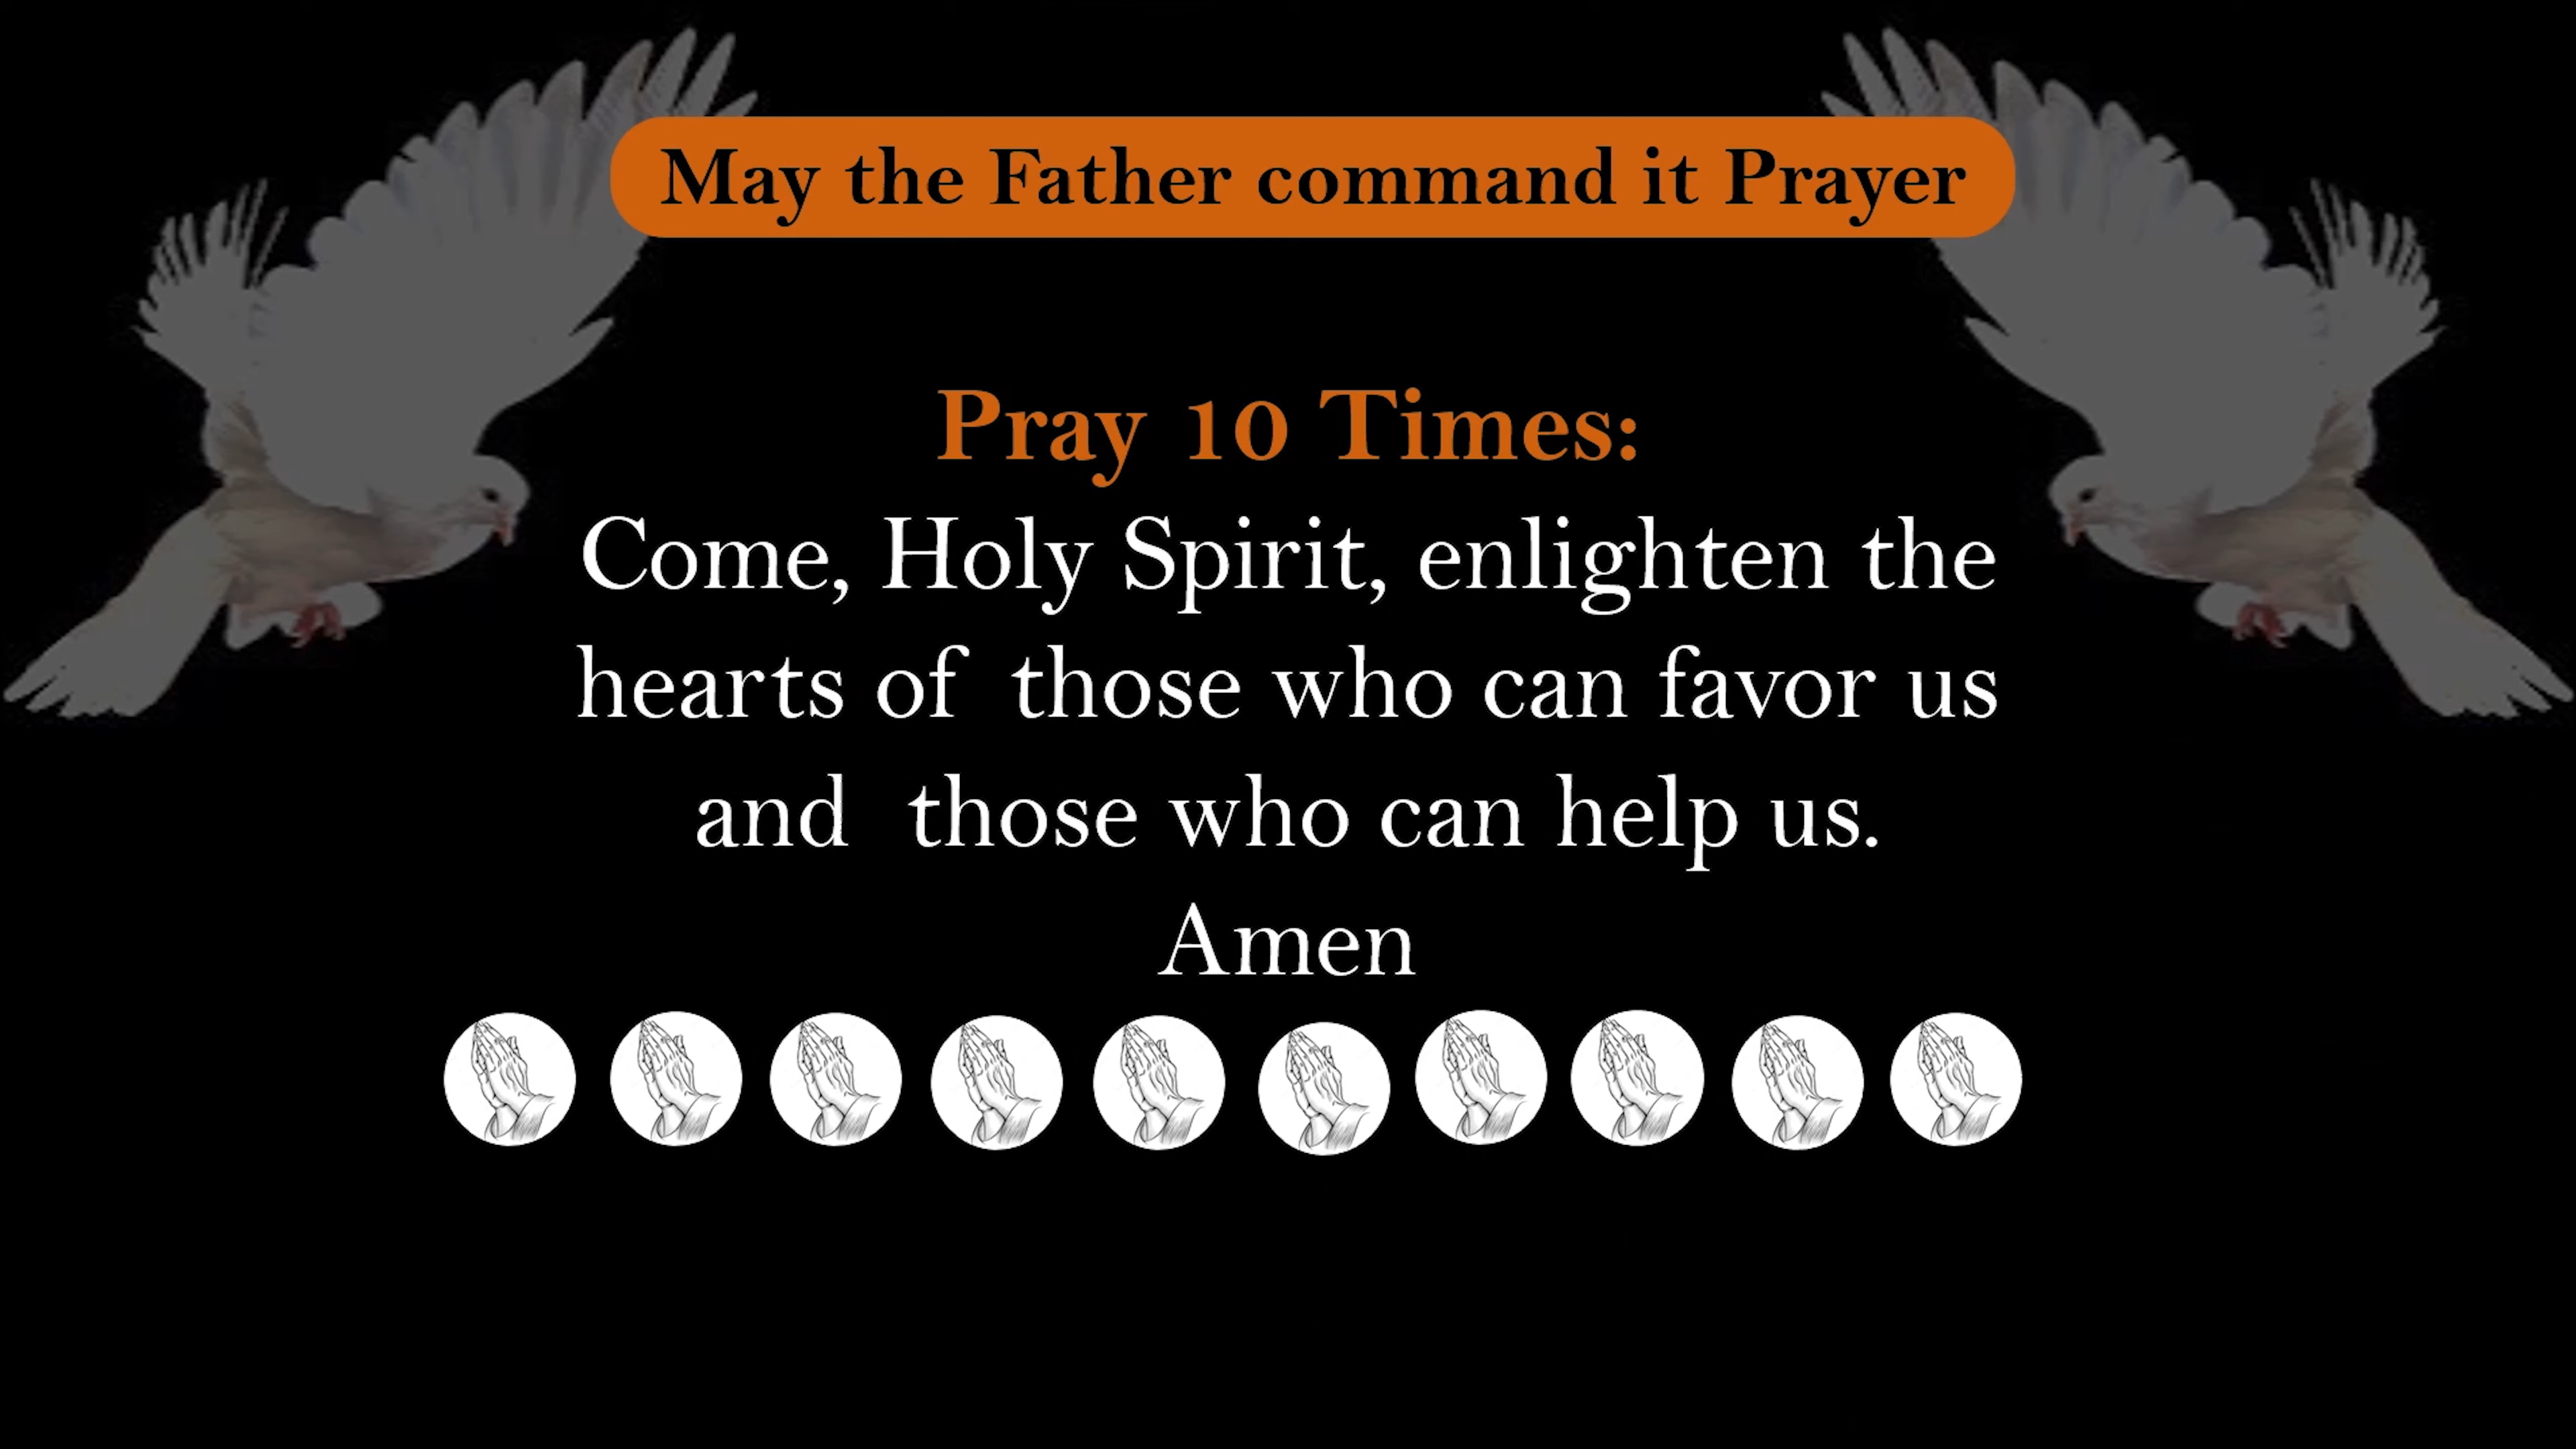 May the Father command it Prayer
Pray 10 Times:
Come, Holy Spirit, enlighten the
hearts of those who can favor us
and those who can help us.
Amen